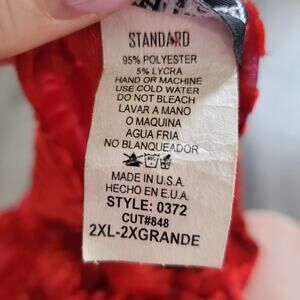 STANDARD
95% POLYESTER
5% LYCRA
HAND OR MACHINE
USE COLD WATER
DO NOT BLEACH
LAVAR A MANO
O MAQUINA
AGUA FRIA
NO BLANQUEADOR
MADE IN U.S.A.
HECHO EN E.U.A.
STYLE: 0372
CUT#848
2XL-2XGRANDE